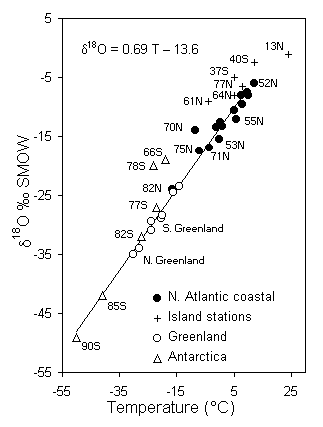 5
δ¹⁸O = 0.69 T – 13.6
13N
40S
-5
37S
77N
52N
61N
64N
-15
70N
55N
53N
75N
71N
66S
78S
82N
-25
77S
S. Greenland
82S
-35
N. Greenland
85S
-45
90S
-55
N. Atlantic coastal
Island stations
Greenland
Antarctica
δ¹⁸O ‰ SMOW
-55 -35 -15 5 25
Temperature (°C)